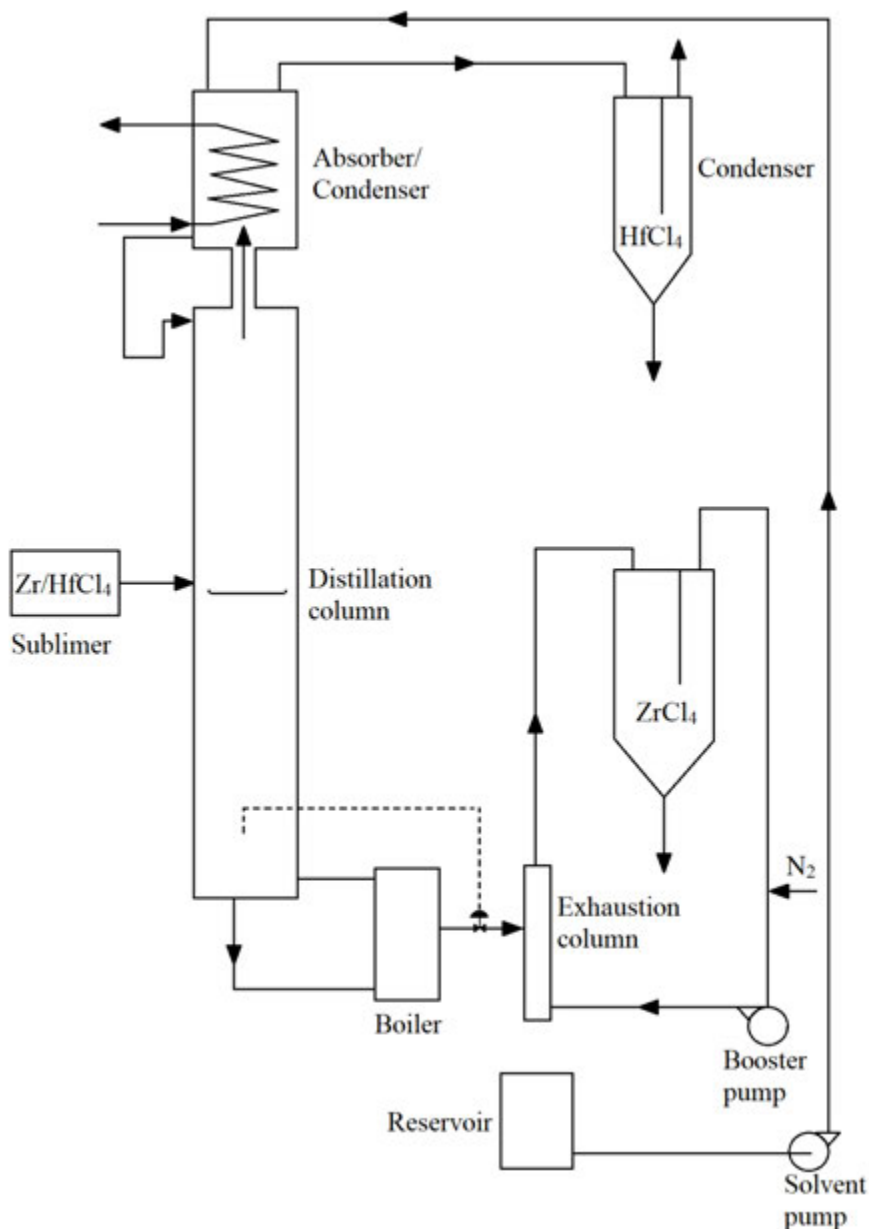 Absorber/
Condenser
Condenser
HfCl₄
Zr/HfCl₄
Sublimer
Distillation
column
ZrCl₄
N₂
Exhaustion
column
Boiler
Booster
pump
Reservoir
Solvent
pump